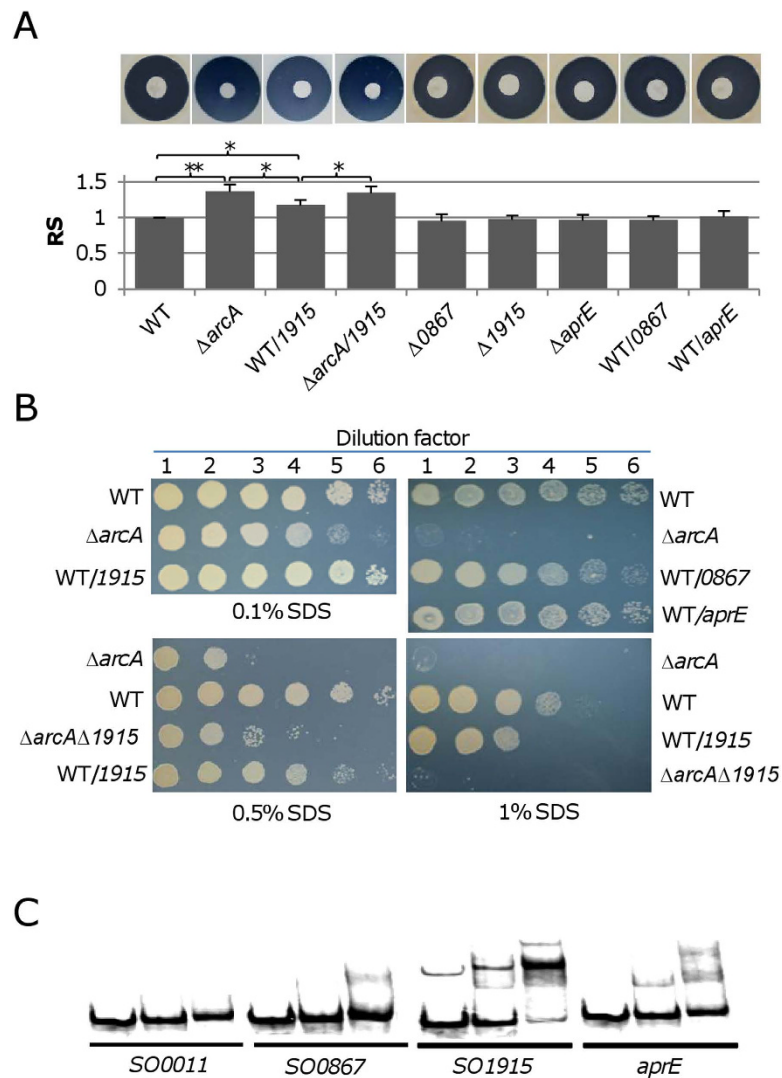 A
* ** * *
RS
1.5
1
0.5
0
WT ΔarcA WT/1915 ΔarcA/1915 Δ0867 Δ1915 ΔaprE WT/0867 WT/aprE
B
Dilution factor
1 2 3 4 5 6 1 2 3 4 5 6
WT WT
ΔarcA ΔarcA
WT/1915 WT/0867
0.1% SDS WT/aprE
ΔarcA ΔarcA
WT WT
ΔarcAΔ1915 WT/1915
WT/1915 ΔarcAΔ1915
0.5% SDS 1% SDS
C
SO0011 SO0867 SO1915 aprE